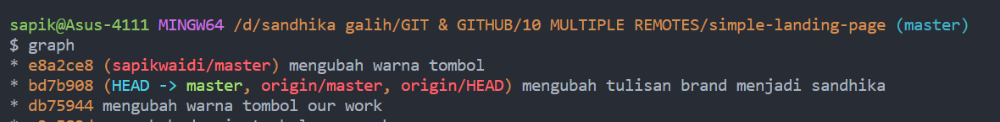 sapik@Asus-4111 MINGW64 /d/sandhika galih/GIT & GITHUB/10 MULTIPLE REMOTES/simple-landing-page (master)
$ graph
* e8a2ce8 (sapikwaidi/master) mengubah warna tombol
* bd7b908 (HEAD -> master, origin/master, origin/HEAD) mengubah tulisan brand menjadi sandhika
* db75944 mengubah warna tombol our work